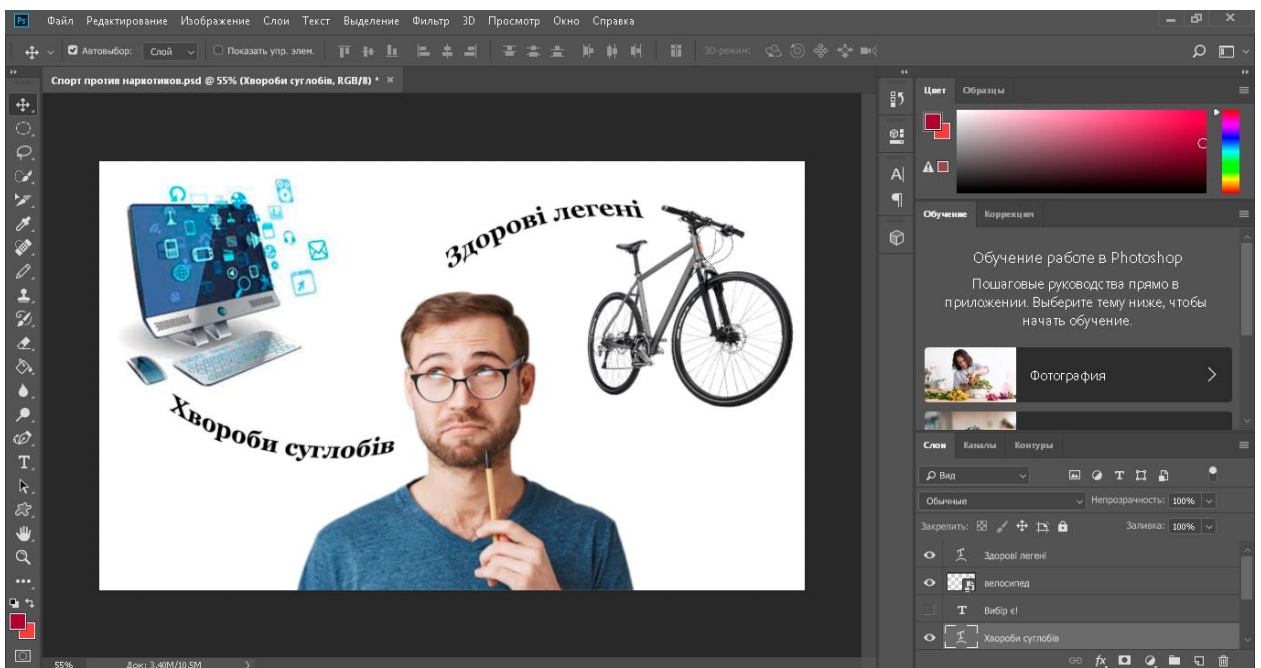 Ps Файл Редактирование Изображение Слои Текст Выделение Фильтр 3D Просмотр Окно Справка
Автовыбор: Слой Показать упр. элем. 3D-режим:
Спорт против наркотиков.psd @ 55% (Хвороби суглобів, RGB/8) * ×
Здорові легені
Хвороби суглобів
55% Док: 3,40M/10,5M
Цвет Образцы
Обучение Коррекция
Обучение работе в Photoshop
Пошаговые руководства прямо в
приложении. Выберите тему ниже, чтобы
начать обучение.
Фотография
Слои Каналы Контуры
Вид
Обычные Непрозрачность: 100%
Закрепить: Заливка: 100%
Здорові легені
велосипед
T Вибір є!
Хвороби суглобів
fx